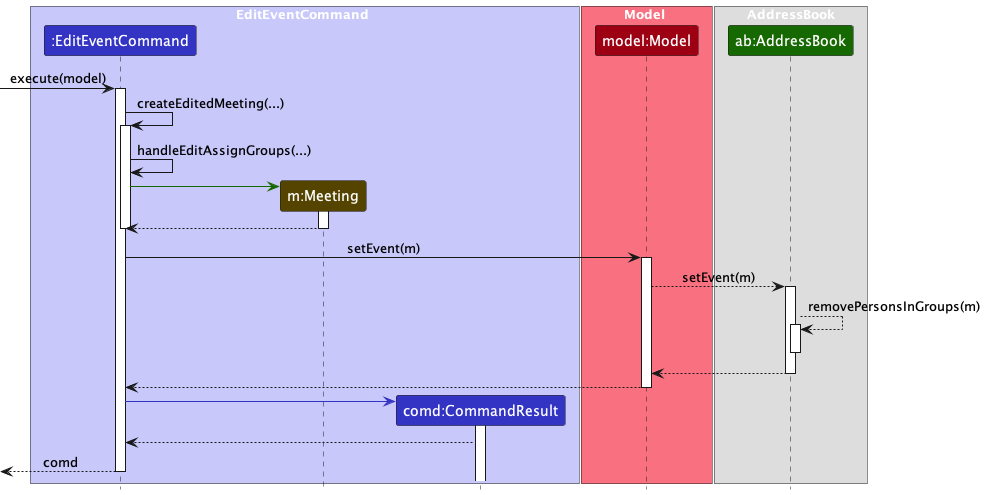 EditEventCommand
Model
AddressBook
:EditEventCommand
model:Model
ab:AddressBook
execute(model)
createEditedMeeting(...)
handleEditAssignGroups(...)
m:Meeting
setEvent(m)
setEvent(m)
removePersonsInGroups(m)
comd:CommandResult
comd